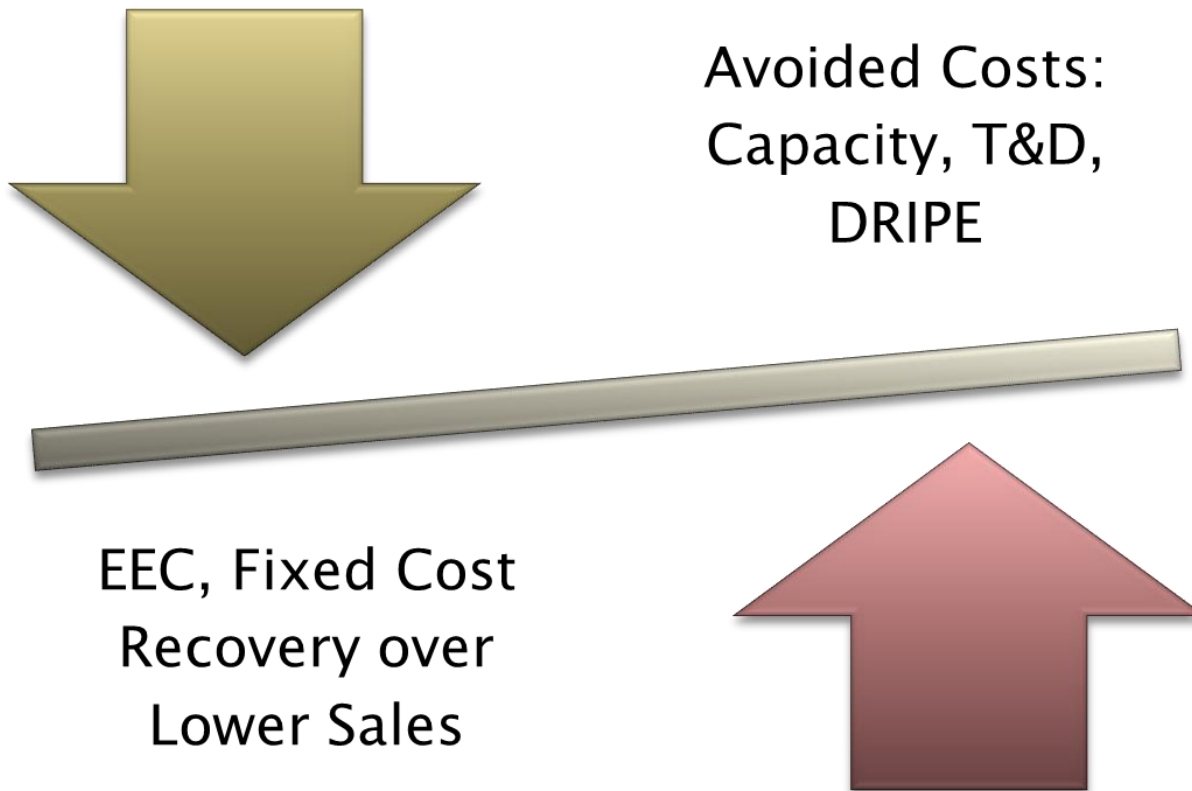 Avoided Costs:
Capacity, T&D,
DRIPE
EEC, Fixed Cost
Recovery over
Lower Sales